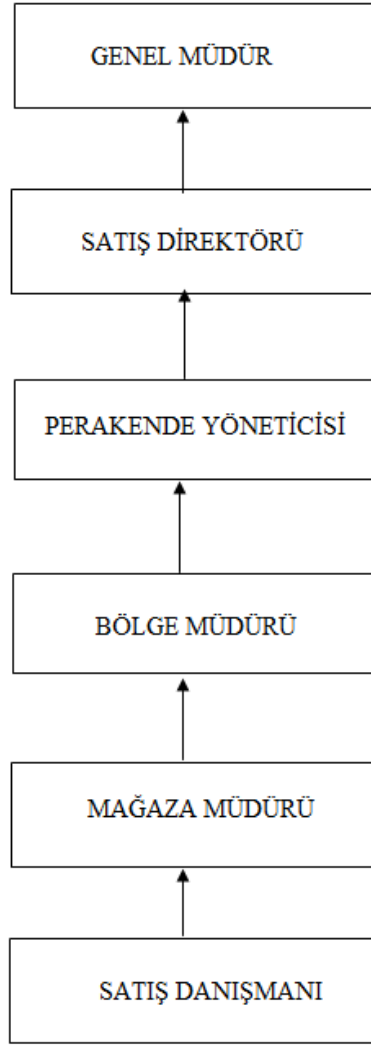 GENEL MÜDÜR
SATIŞ DİREKTÖRÜ
PERAKENDE YÖNETİCİSİ
BÖLGE MÜDÜRÜ
MAĞAZA MÜDÜRÜ
SATIŞ DANIŞMANI